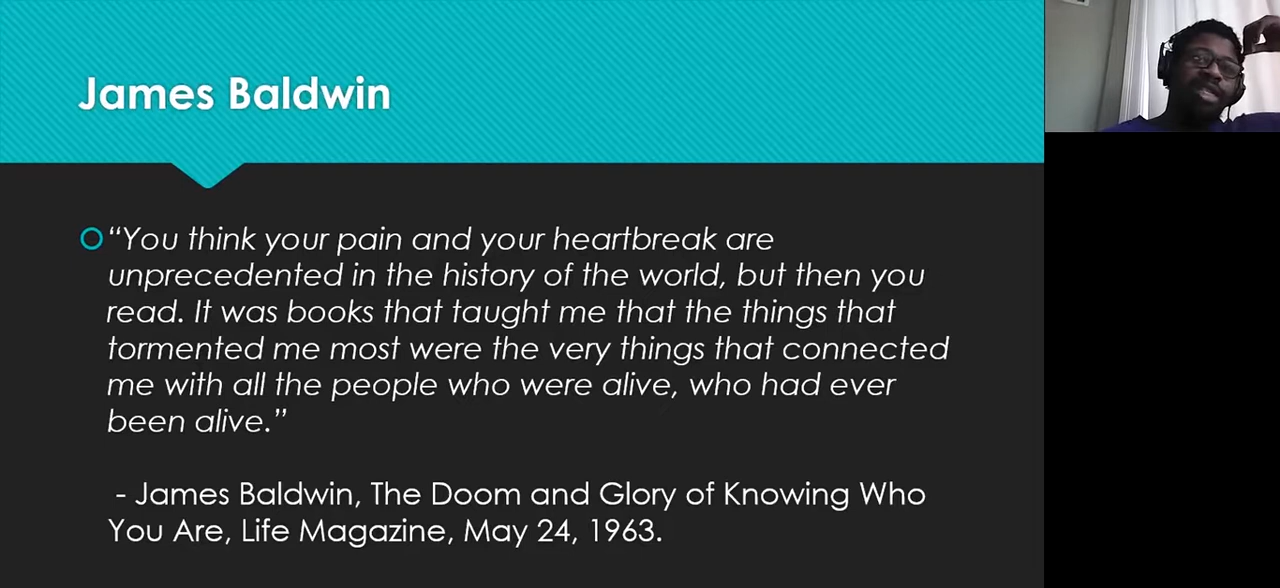 James Baldwin
“You think your pain and your heartbreak are
unprecedented in the history of the world, but then you
read. It was books that taught me that the things that
tormented me most were the very things that connected
me with all the people who were alive, who had ever
been alive.”
- James Baldwin, The Doom and Glory of Knowing Who
You Are, Life Magazine, May 24, 1963.